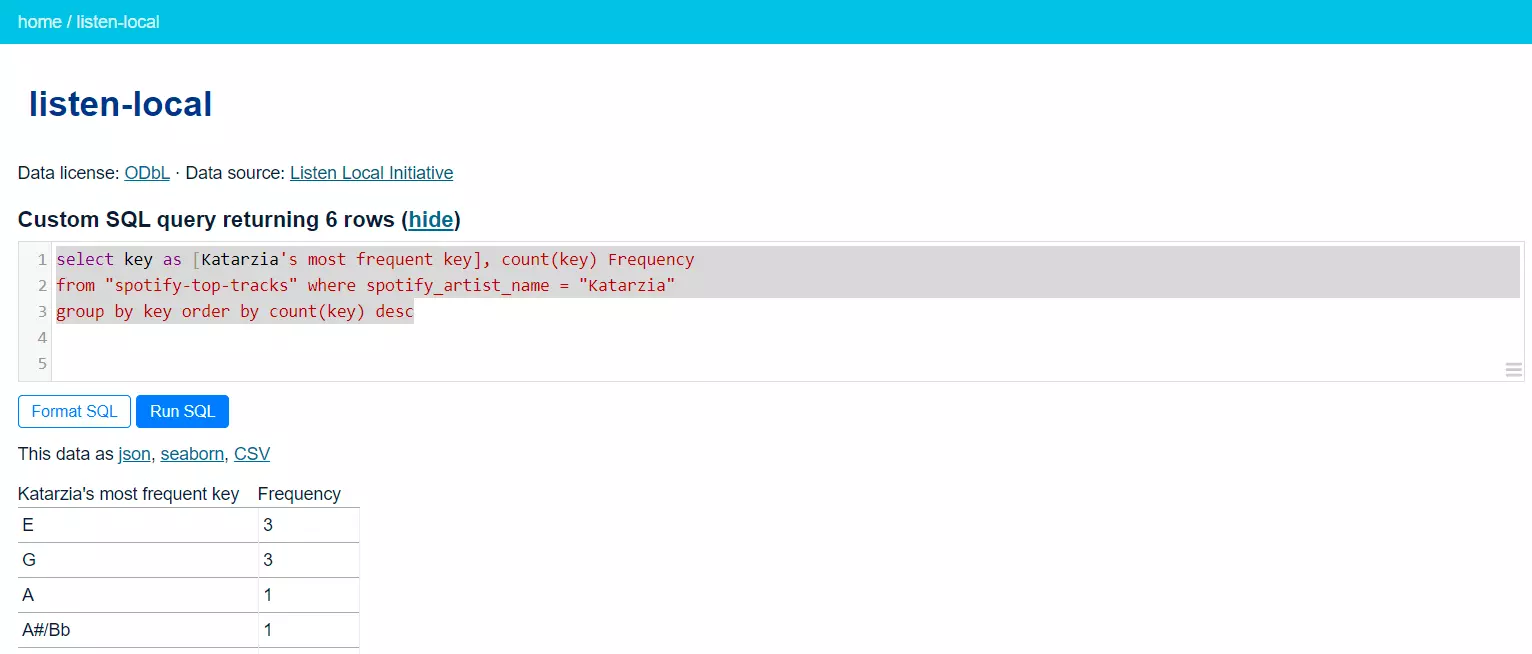 home / listen-local
listen-local
Data license: ODbL · Data source: Listen Local Initiative
Custom SQL query returning 6 rows (hide)
1 select key as [Katarzia's most frequent key], count(key) Frequency
2 from "spotify-top-tracks" where spotify_artist_name = "Katarzia"
3 group by key order by count(key) desc
4
5
Format SQL Run SQL
This data as json, seaborn, CSV
Katarzia's most frequent key Frequency
E 3
G 3
A 1
A#/Bb 1